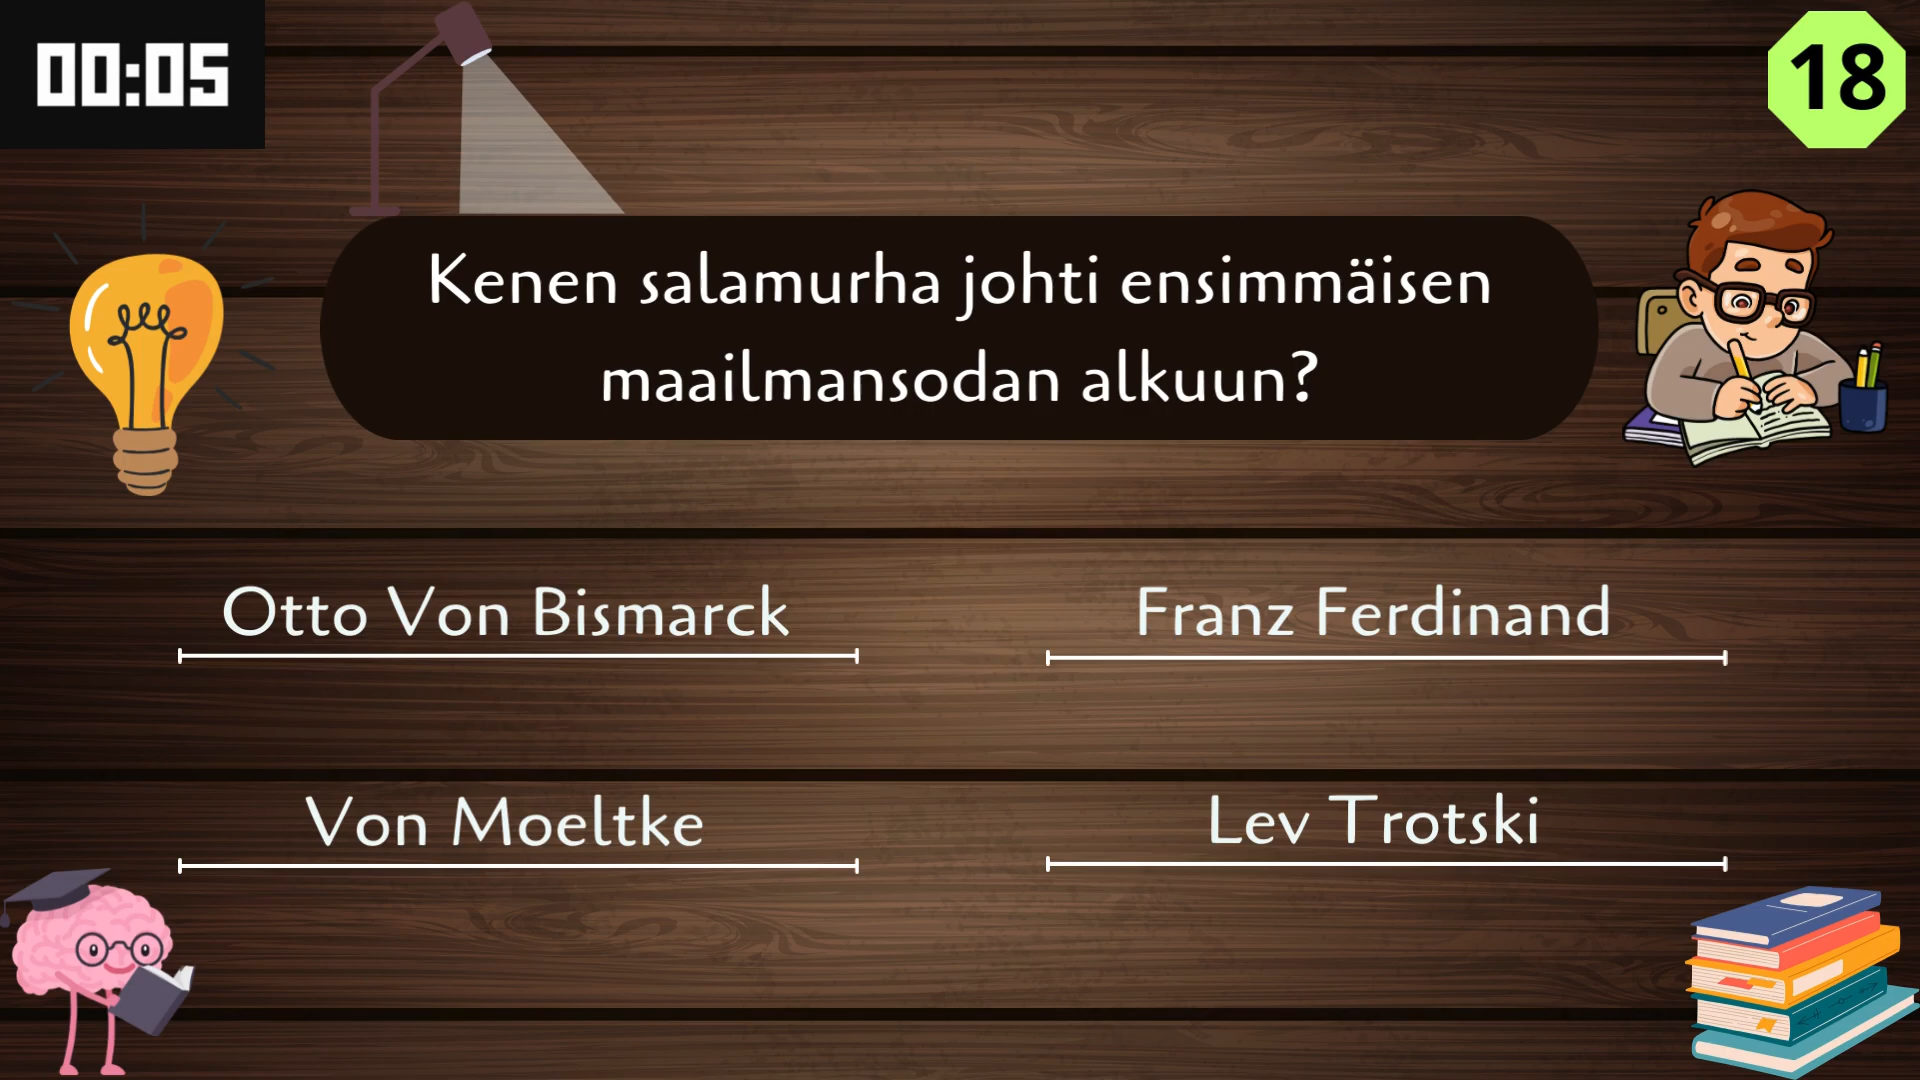 00:05
18
Kenen salamurha johti ensimmäisen
maailmansodan alkuun?
Otto Von Bismarck
Franz Ferdinand
Von Moeltke
Lev Trotski